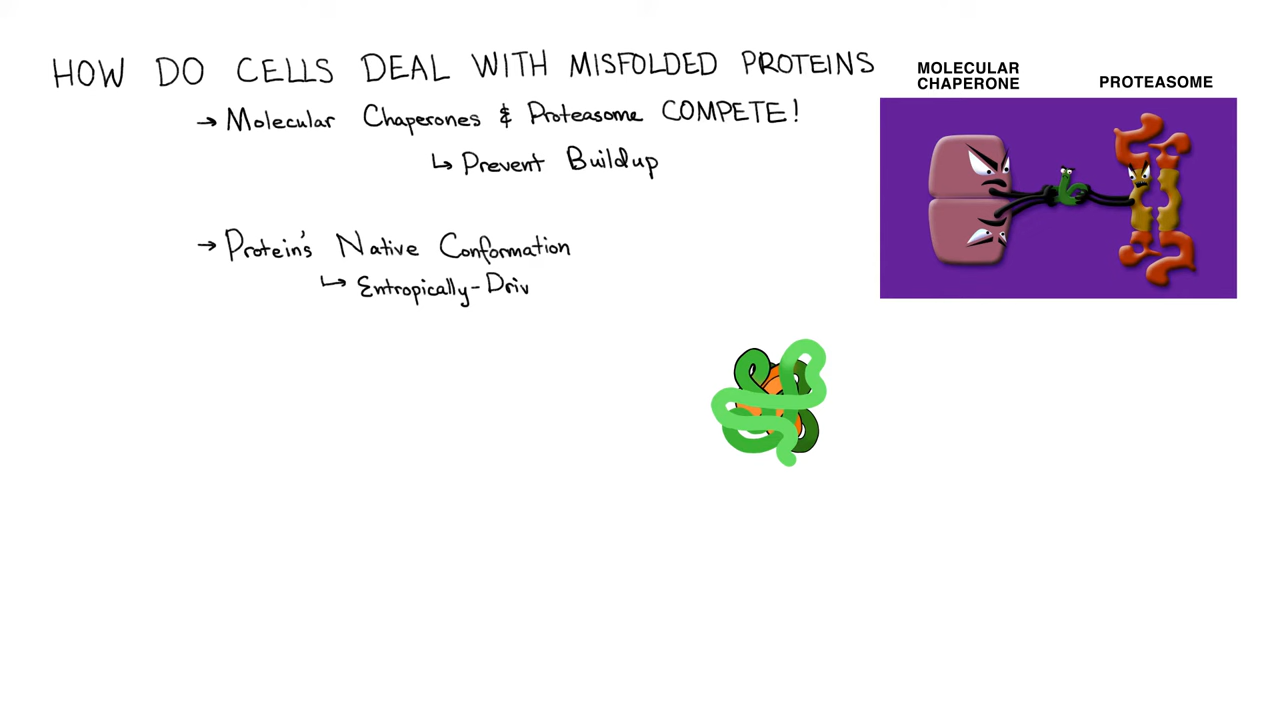 HOW DO CELLS DEAL WITH MISFOLDED PROTEINS
→ Molecular Chaperones & Proteasome COMPETE!
↳ Prevent Buildup
→ Protein's Native Conformation
↳ Entropically-Driv
MOLECULAR
CHAPERONE
PROTEASOME